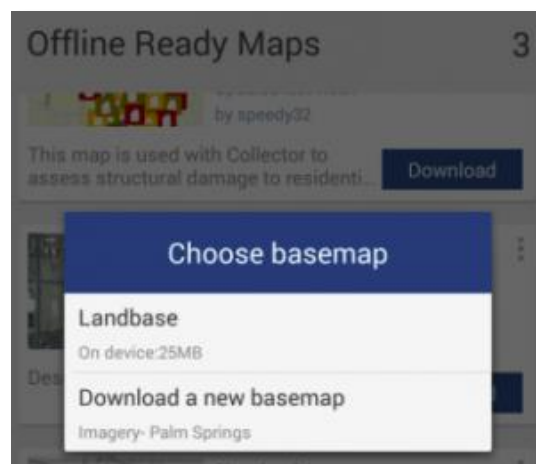 Offline Ready Maps 3
by speedy32
This map is used with Collector to
assess structural damage to residenti...
Download
Choose basemap
Landbase
On device:25MB
Download a new basemap
Imagery- Palm Springs